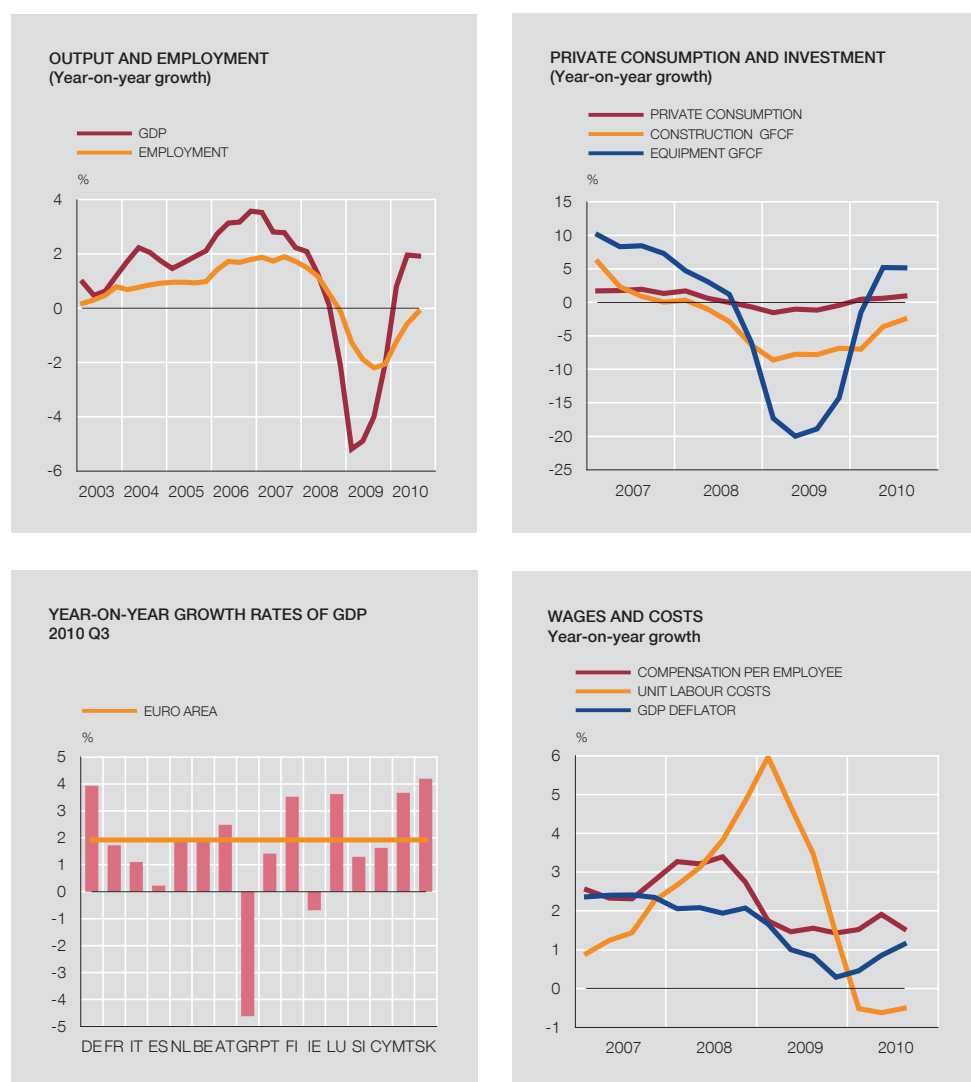 OUTPUT AND EMPLOYMENT
(Year-on-year growth)
GDP
EMPLOYMENT
%
4
2
0
-2
-4
-6
2003 2004 2005 2006 2007 2008 2009 2010
PRIVATE CONSUMPTION AND INVESTMENT
(Year-on-year growth)
PRIVATE CONSUMPTION
CONSTRUCTION GFCF
EQUIPMENT GFCF
%
15
10
5
0
-5
-10
-15
-20
-25
2007 2008 2009 2010
YEAR-ON-YEAR GROWTH RATES OF GDP
2010 Q3
EURO AREA
%
5
4
3
2
1
0
-1
-2
-3
-4
-5
DE FR IT ES NL BE AT GR PT FI IE LU SI CY MT SK
WAGES AND COSTS
Year-on-year growth
COMPENSATION PER EMPLOYEE
UNIT LABOUR COSTS
GDP DEFLATOR
%
6
5
4
3
2
1
0
-1
2007 2008 2009 2010